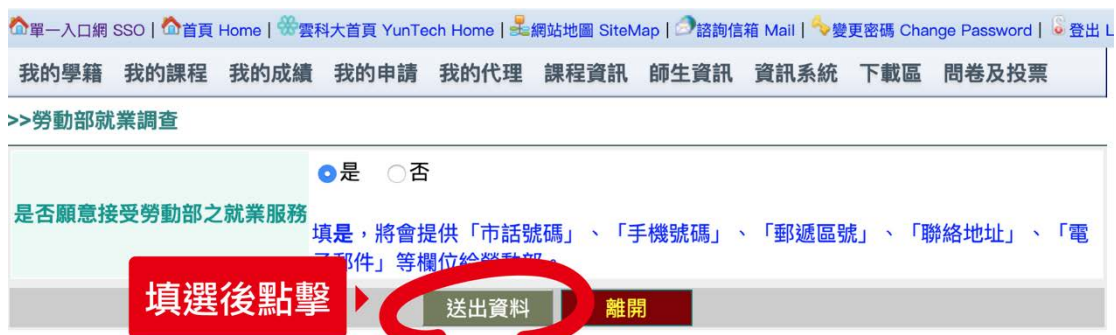 單一入口網 SSO | 首頁 Home | 雲科大首頁 YunTech Home | 網站地圖 SiteMap | 諮詢信箱 Mail | 變更密碼 Change Password | 登出 L
我的學籍 我的課程 我的成績 我的申請 我的代理 課程資訊 師生資訊 資訊系統 下載區 問卷及投票
>>勞動部就業調查
是 否
是否願意接受勞動部之就業服務
填是，將會提供「市話號碼」、「手機號碼」、「郵遞區號」、「聯絡地址」、「電
子郵件」等欄位給勞動部。
填選後點擊 送出資料 離開